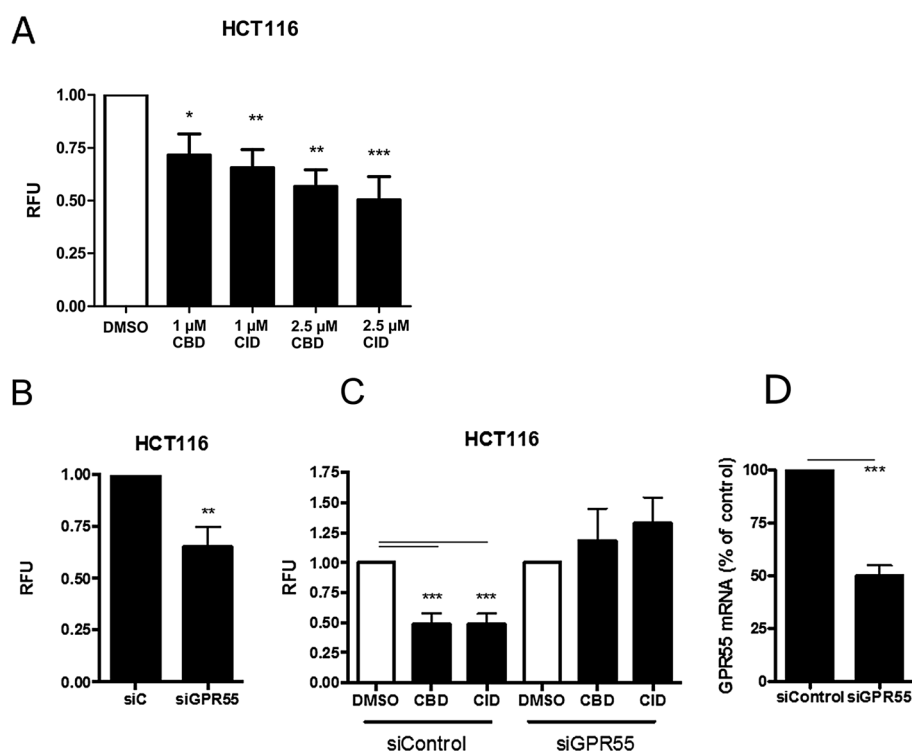 A
HCT116
1.00
0.75
0.50
0.25
0.00
RFU
*
**
**
***
DMSO
1 µM
CBD
1 µM
CID
2.5 µM
CBD
2.5 µM
CID
B
HCT116
1.00
0.75
0.50
0.25
0.00
RFU
**
siC
siGPR55
C
HCT116
1.75
1.50
1.25
1.00
0.75
0.50
0.25
0.00
RFU
***
***
DMSO
CBD
CID
DMSO
CBD
CID
siControl
siGPR55
D
GPR55 mRNA (% of control)
100
75
50
25
0
***
siControl
siGPR55